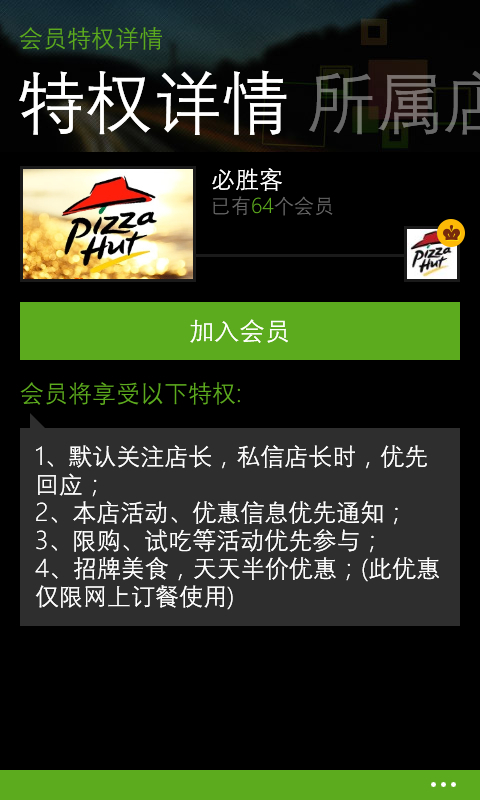 会员特权详情
特权详情 所属店
Pizza Hut
必胜客
已有64个会员
Pizza Hut
加入会员
会员将享受以下特权:
1、默认关注店长，私信店长时，优先
回应；
2、本店活动、优惠信息优先通知；
3、限购、试吃等活动优先参与；
4、招牌美食，天天半价优惠；(此优惠
仅限网上订餐使用)